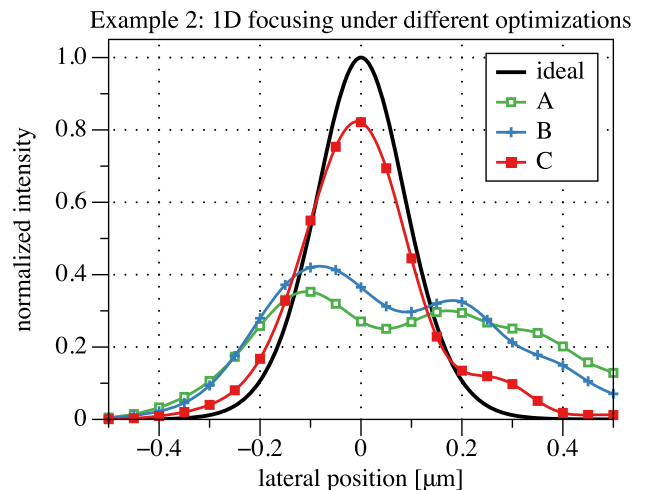 Example 2: 1D focusing under different optimizations
normalized intensity
1.0
0.8
0.6
0.4
0.2
0
ideal
A
B
C
−0.4
−0.2
0
0.2
0.4
lateral position [µm]